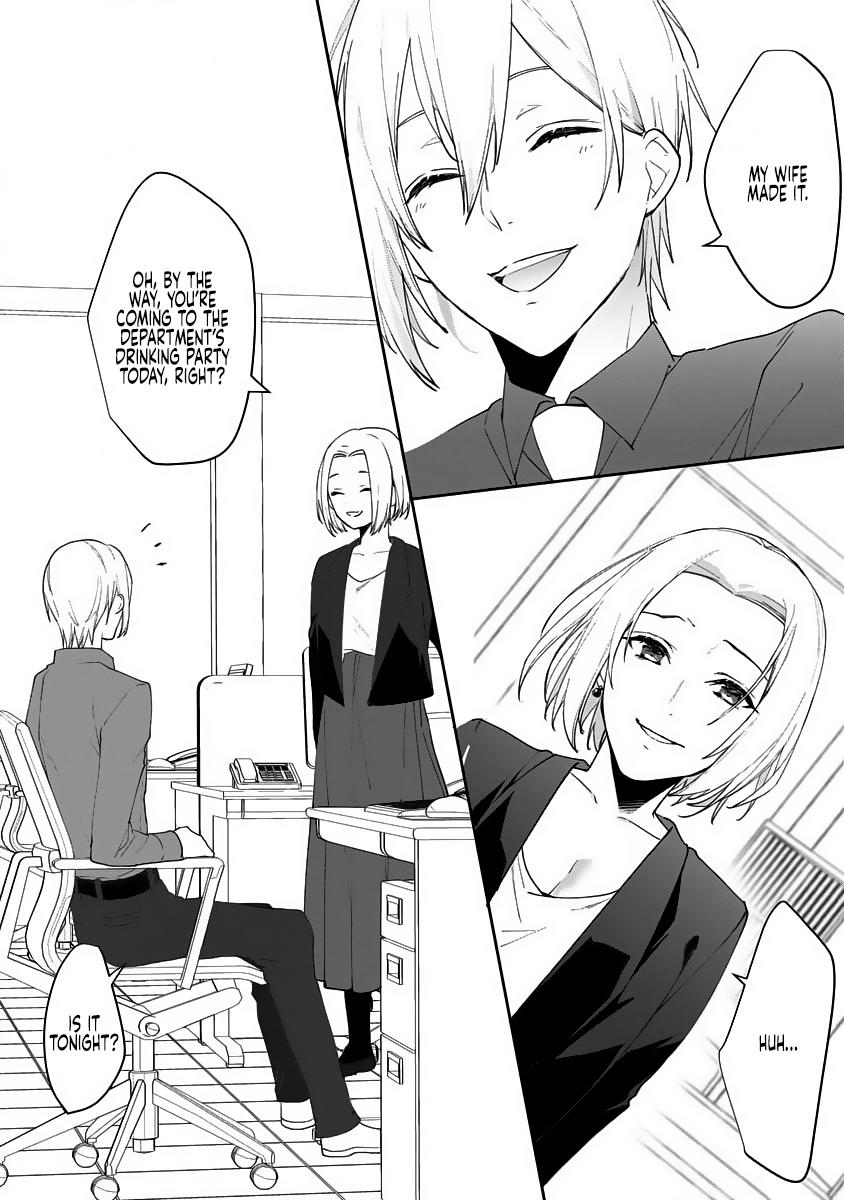 MY WIFE
MADE IT.
HUH...
OH, BY THE
WAY, YOU'RE
COMING TO THE
DEPARTMENT'S
DRINKING PARTY
TODAY, RIGHT?
IS IT
TONIGHT?